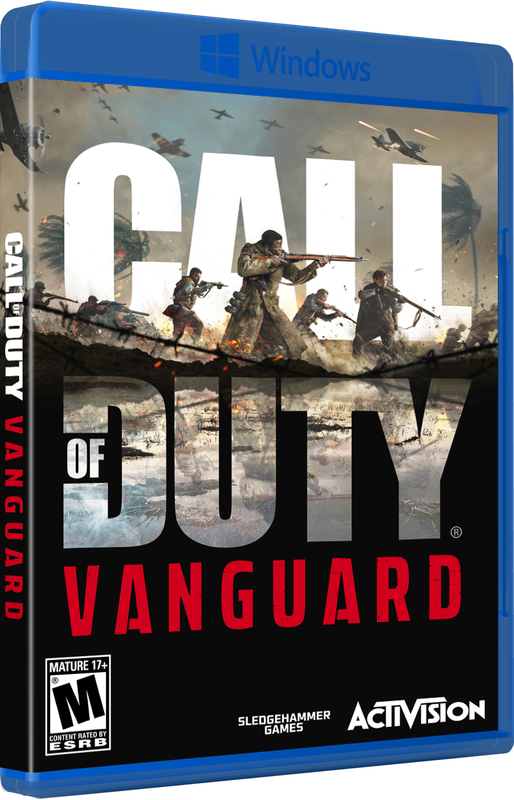 Windows
CALL
OF DUTY
®
VANGUARD
CALL OF DUTY VANGUARD
MATURE 17+
M
®
CONTENT RATED BY
ESRB
SLEDGEHAMMER
GAMES
ACTIVISION